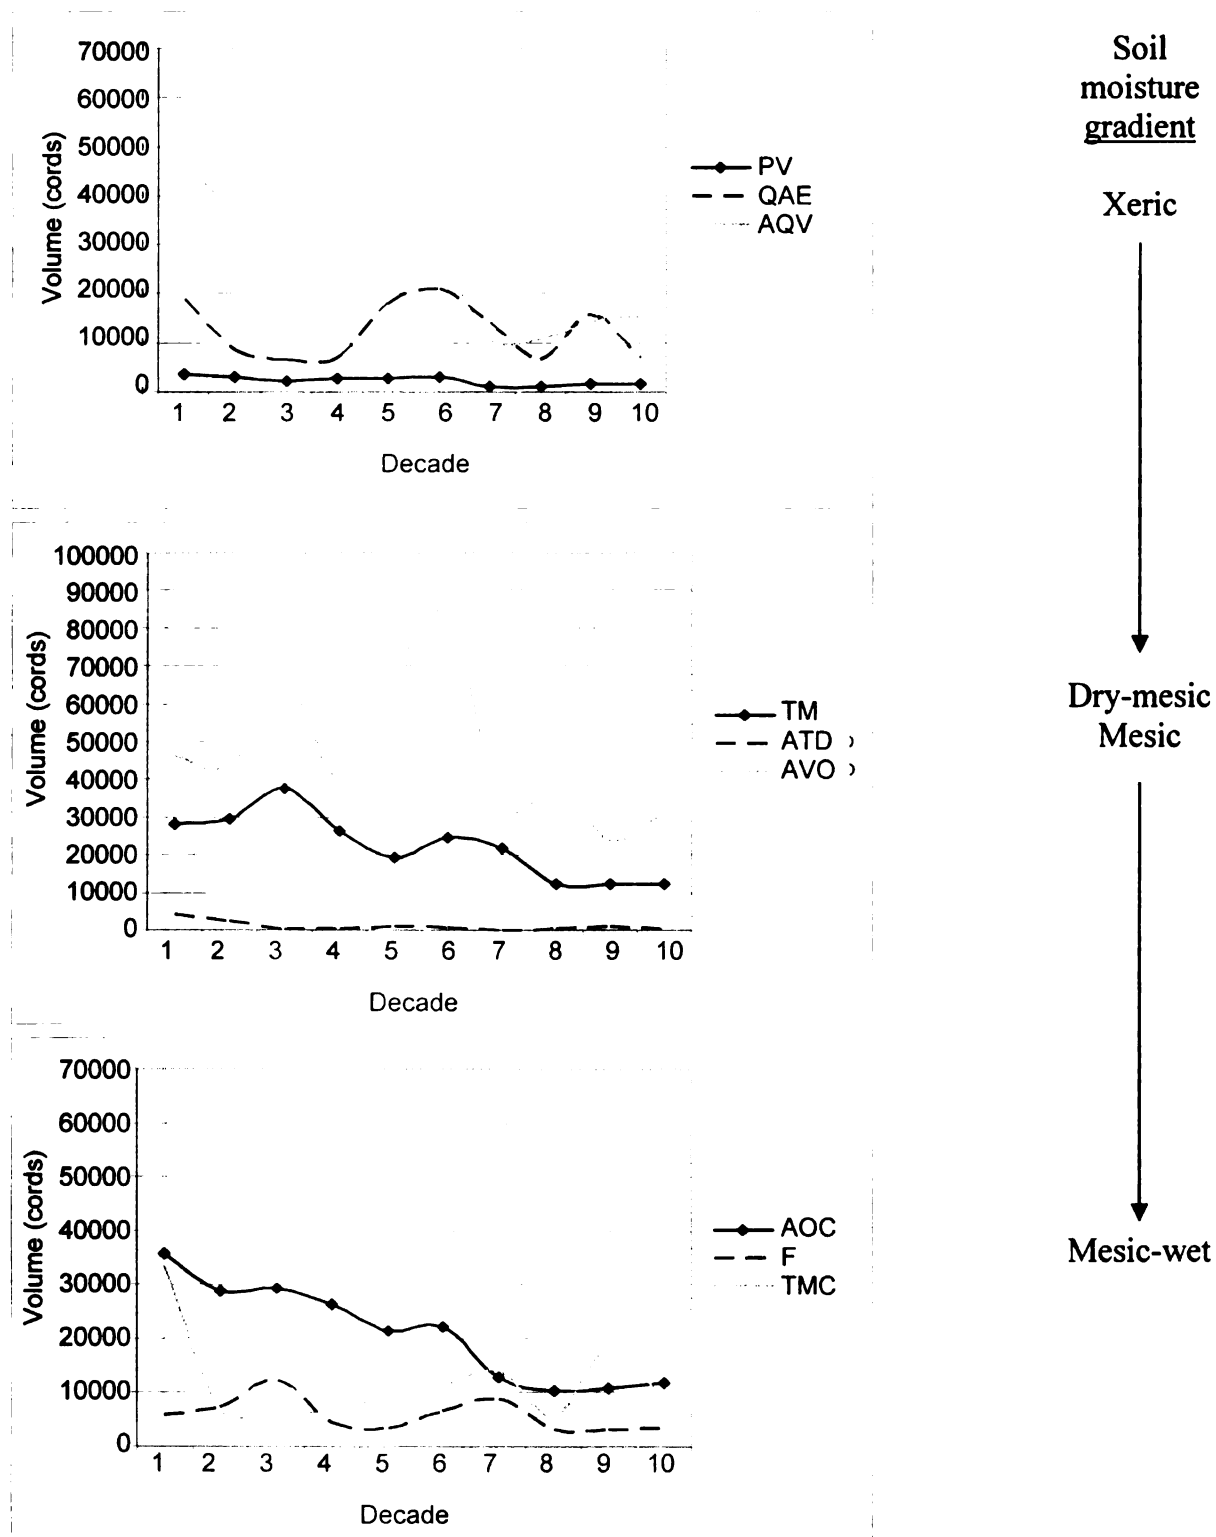 70000
60000
50000
40000
30000
20000
10000
0
Volume (cords)
1 2 3 4 5 6 7 8 9 10
Decade
PV
QAE
AQV
Soil
moisture
gradient
Xeric
100000
90000
80000
70000
60000
50000
40000
30000
20000
10000
0
Volume (cords)
1 2 3 4 5 6 7 8 9 10
Decade
TM
ATD
AVO
Dry-mesic
Mesic
70000
60000
50000
40000
30000
20000
10000
0
Volume (cords)
1 2 3 4 5 6 7 8 9 10
Decade
AOC
F
TMC
Mesic-wet